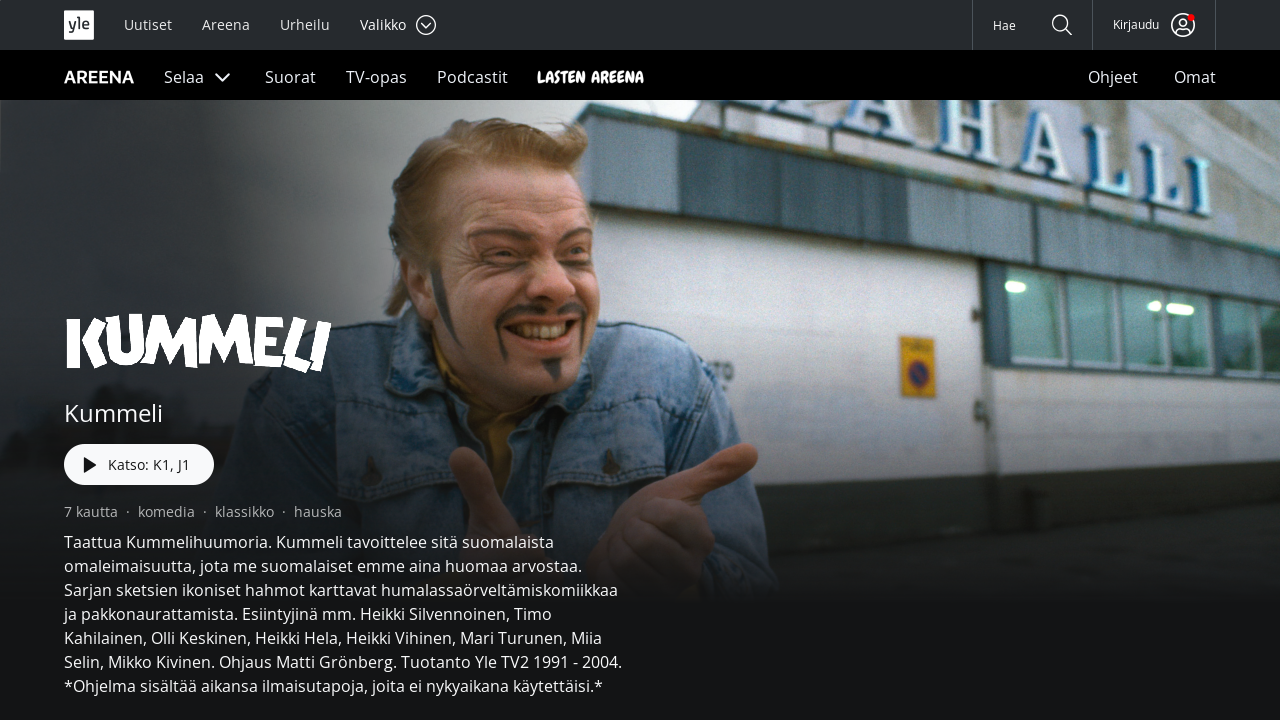 yle
Uutiset
Areena
Urheilu
Valikko
Hae
Kirjaudu
AREENA
Selaa
Suorat
TV-opas
Podcastit
LASTEN AREENA
Ohjeet
Omat
AHALLI
KUMMELI
Kummeli
Katso: K1, J1
7 kautta · komedia · klassikko · hauska
Taattua Kummelihuumoria. Kummeli tavoittelee sitä suomalaista
omaleimaisuutta, jota me suomalaiset emme aina huomaa arvostaa.
Sarjan sketsien ikoniset hahmot karttavat humalassaörveltämiskomiikkaa
ja pakkonaurattamista. Esiintyjinä mm. Heikki Silvennoinen, Timo
Kahilainen, Olli Keskinen, Heikki Hela, Heikki Vihinen, Mari Turunen, Miia
Selin, Mikko Kivinen. Ohjaus Matti Grönberg. Tuotanto Yle TV2 1991 - 2004.
*Ohjelma sisältää aikansa ilmaisutapoja, joita ei nykyaikana käytettäisi.*